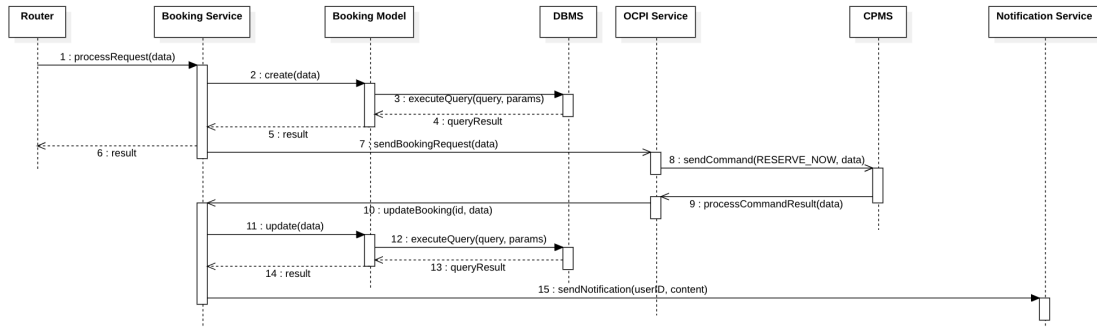 Router
Booking Service
Booking Model
DBMS
OCPI Service
CPMS
Notification Service
1 : processRequest(data)
2 : create(data)
3 : executeQuery(query, params)
4 : queryResult
5 : result
6 : result
7 : sendBookingRequest(data)
8 : sendCommand(RESERVE_NOW, data)
9 : processCommandResult(data)
10 : updateBooking(id, data)
11 : update(data)
12 : executeQuery(query, params)
13 : queryResult
14 : result
15 : sendNotification(userID, content)